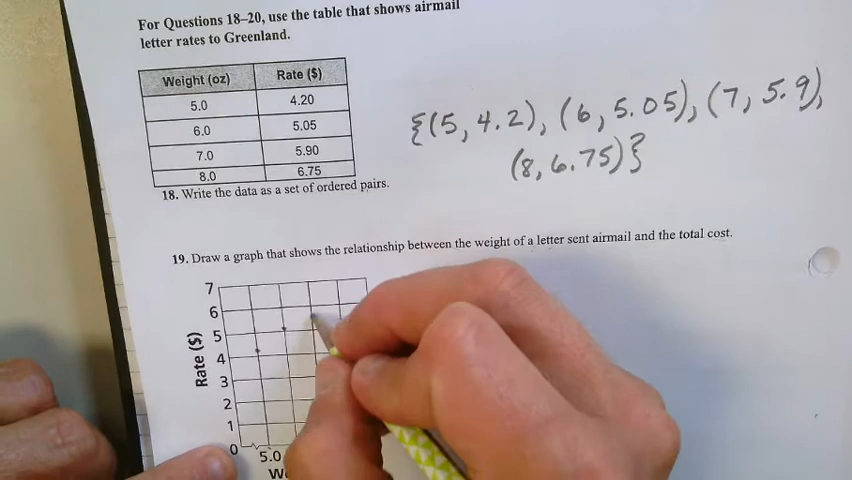 For Questions 18–20, use the table that shows airmail
letter rates to Greenland.
Weight (oz) Rate ($)
5.0 4.20
6.0 5.05
7.0 5.90
8.0 6.75
{(5, 4.2), (6, 5.05), (7, 5.9),
(8, 6.75)}
18. Write the data as a set of ordered pairs.
19. Draw a graph that shows the relationship between the weight of a letter sent airmail and the total cost.
7
6
5
4
3
2
1
0
Rate ($)
5.0